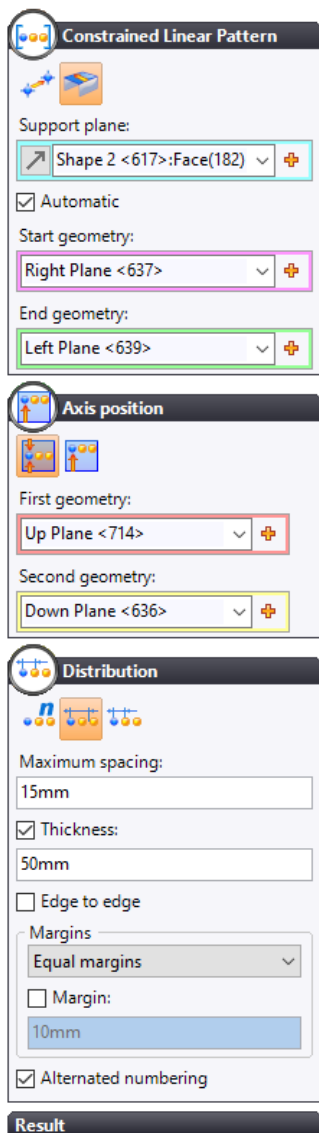 Constrained Linear Pattern
Support plane:
Shape 2 <617>:Face(182)
Automatic
Start geometry:
Right Plane <637>
End geometry:
Left Plane <639>
Axis position
First geometry:
Up Plane <714>
Second geometry:
Down Plane <636>
Distribution
n
Maximum spacing:
15mm
Thickness:
50mm
Edge to edge
Margins
Equal margins
Margin:
10mm
Alternated numbering
Result